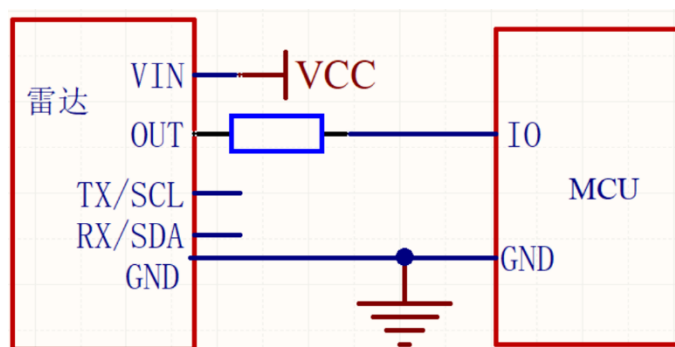 VIN
VCC
雷达
OUT
IO
TX/SCL
MCU
RX/SDA
GND
GND